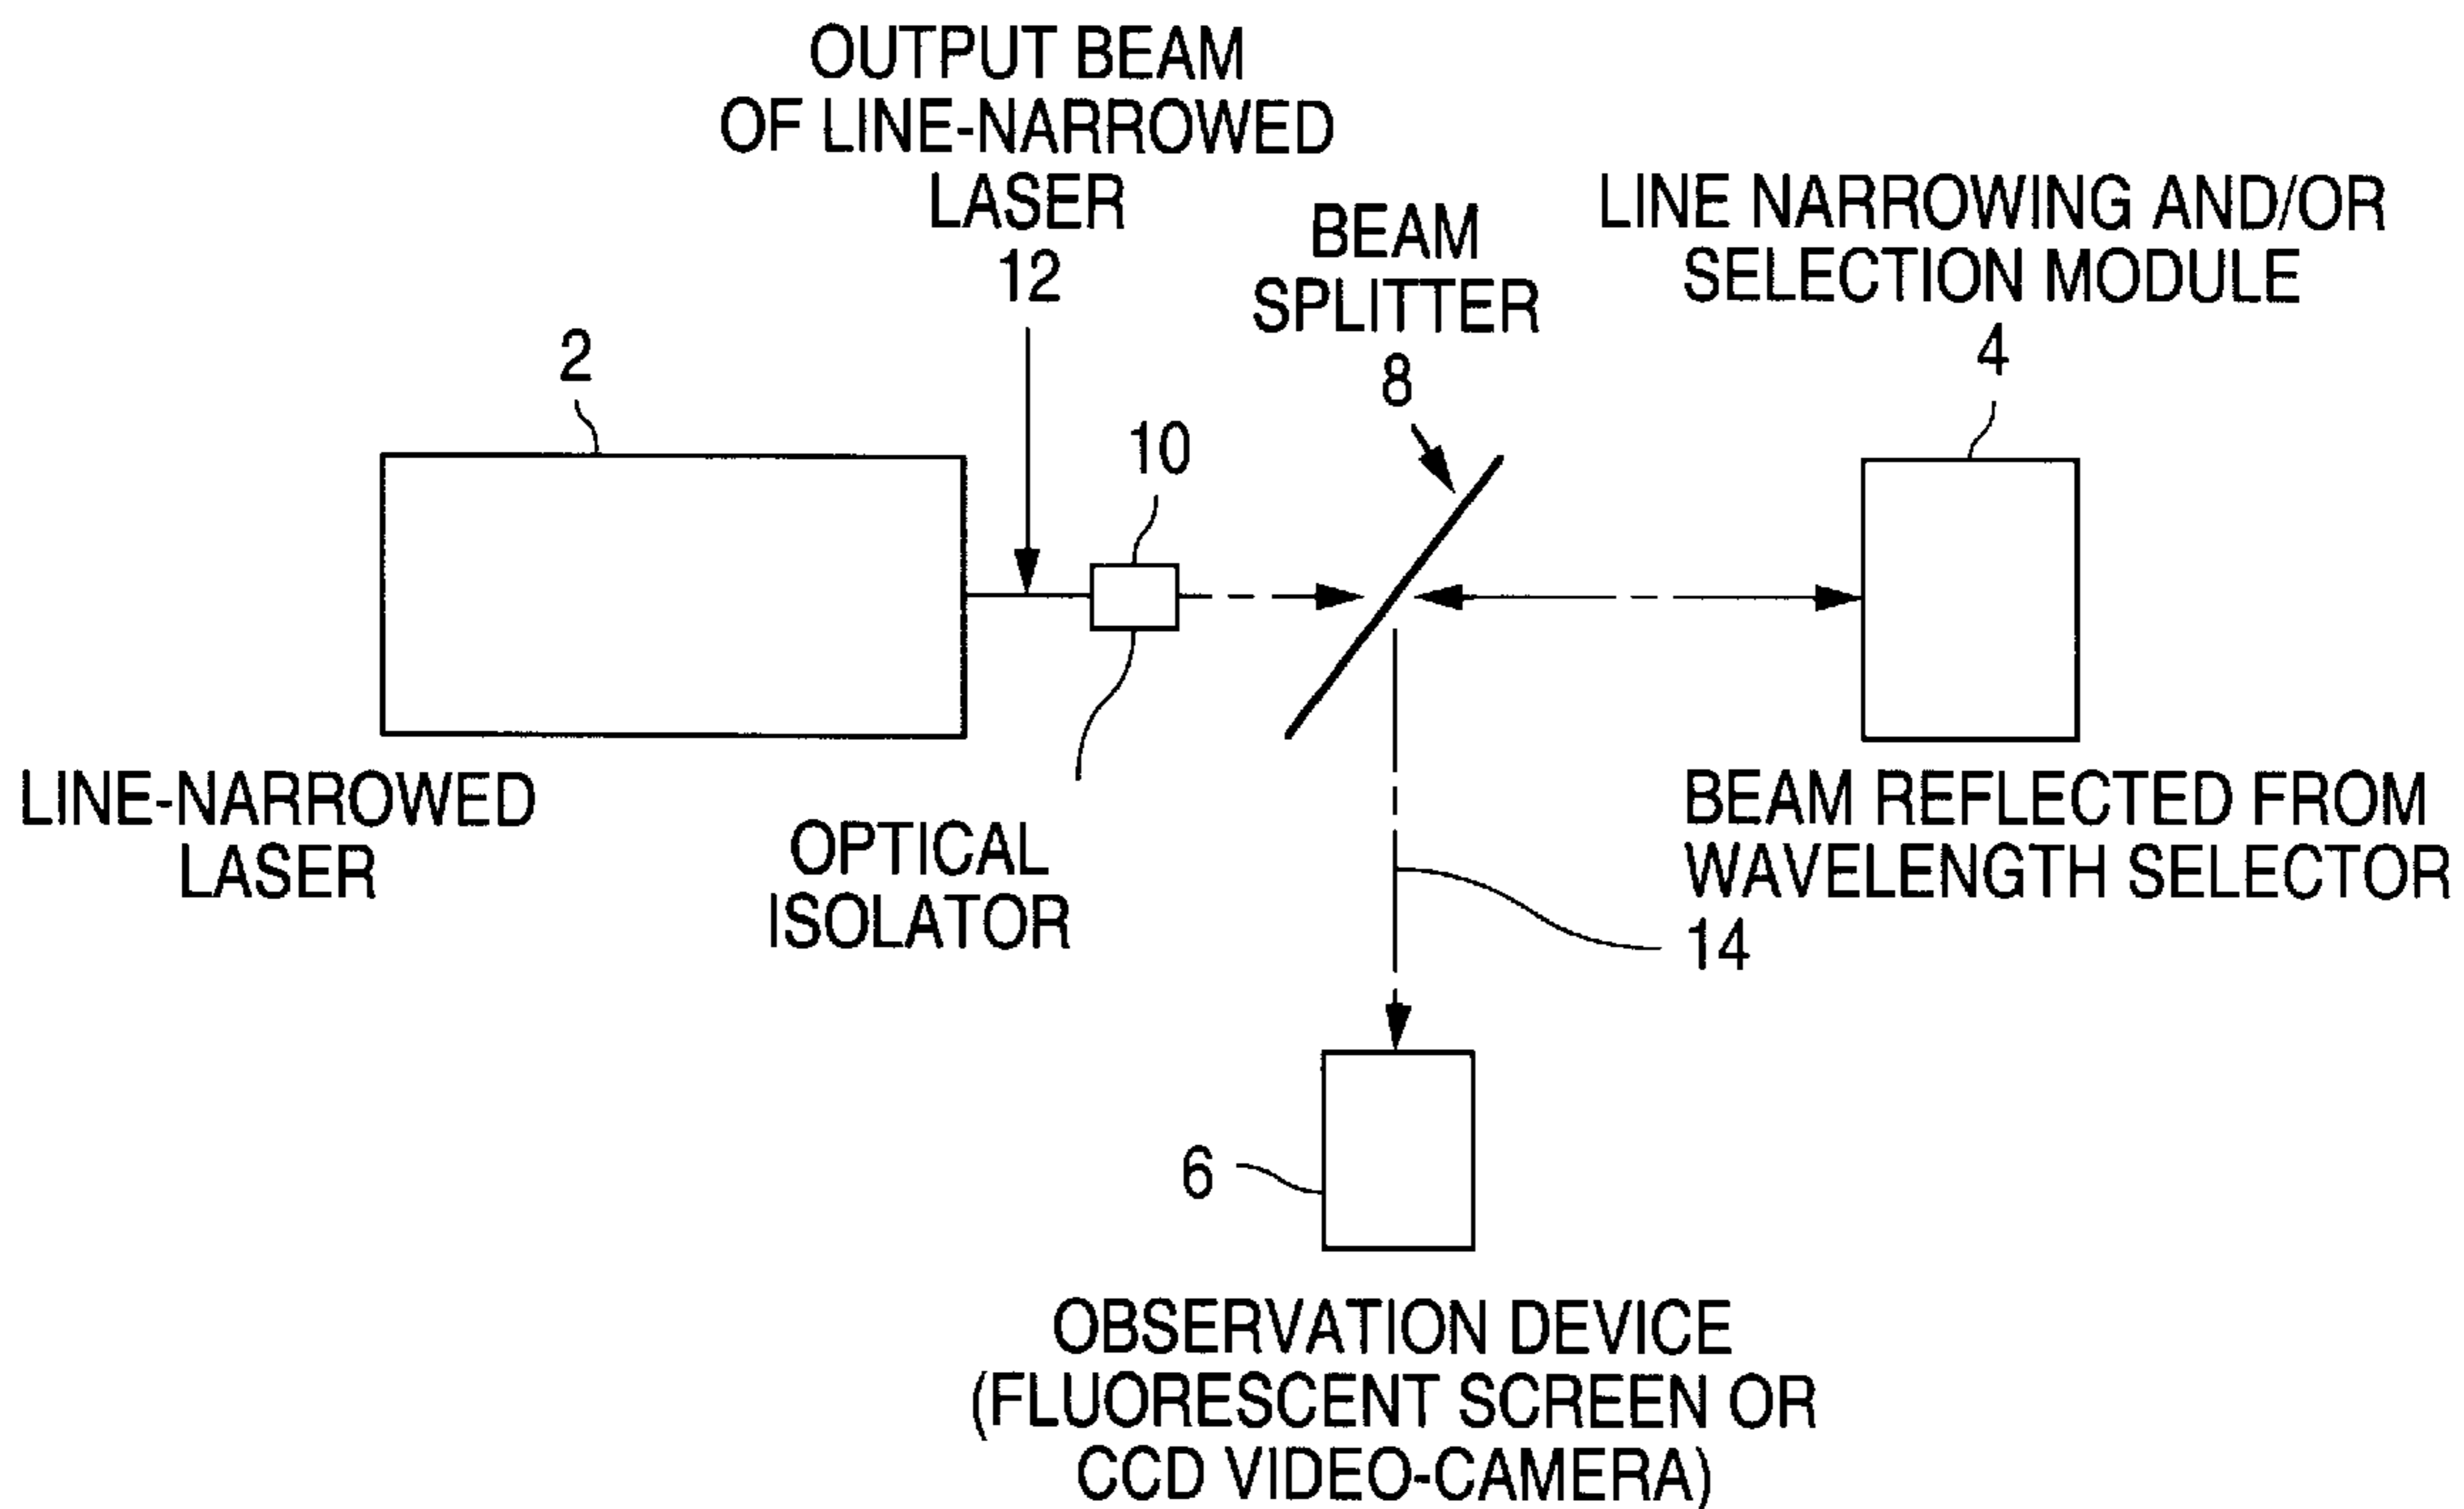 OUTPUT BEAM
OF LINE-NARROWED
LASER
12
BEAM
SPLITTER
8
LINE NARROWING AND/OR
SELECTION MODULE
4
2
10
LINE-NARROWED
LASER
OPTICAL
ISOLATOR
BEAM REFLECTED FROM
WAVELENGTH SELECTOR
14
6
OBSERVATION DEVICE
(FLUORESCENT SCREEN OR
CCD VIDEO-CAMERA)